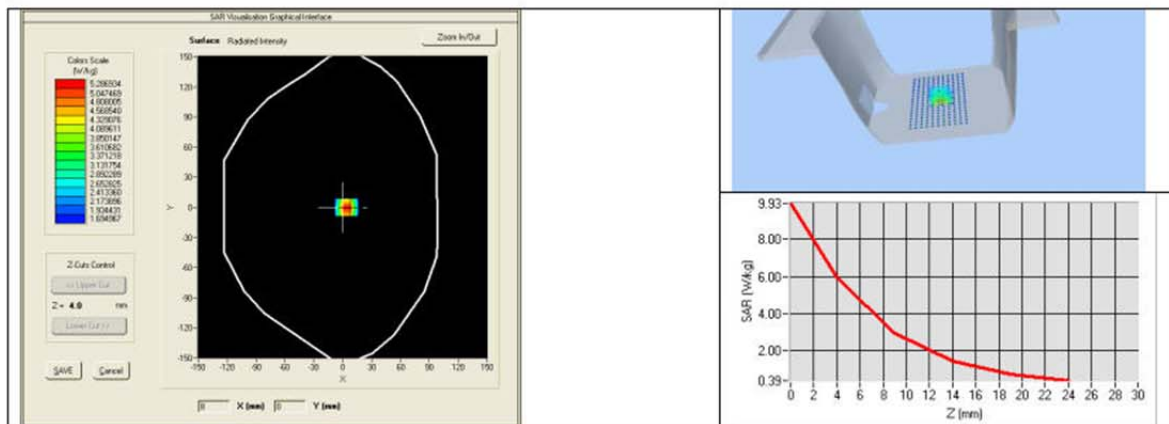 SAR Visualisation Graphical Interface
Surface Radiated Intensity
Zoom In/Out
Colors Scale
(W/kg)
5.286934
5.047469
4.808005
4.568540
4.329076
4.089611
3.850147
3.610682
3.371218
3.131754
2.892289
2.652825
2.413360
2.173896
1.934431
1.694967
Z-Cuts Control
<< Upper Cut
Z = 4.0 mm
Lower Cut >>
SAVE Cancel
Y
150
120
90
60
30
0
-30
-60
-90
-120
-150
-150 -120 -90 -60 -30 0 30 60 90 120 150
X
X (mm) Y (mm)
SAR (W/kg)
9.93
8.00
6.00
4.00
2.00
0.39
0 2 4 6 8 10 12 14 16 18 20 22 24 26 28 30
Z (mm)